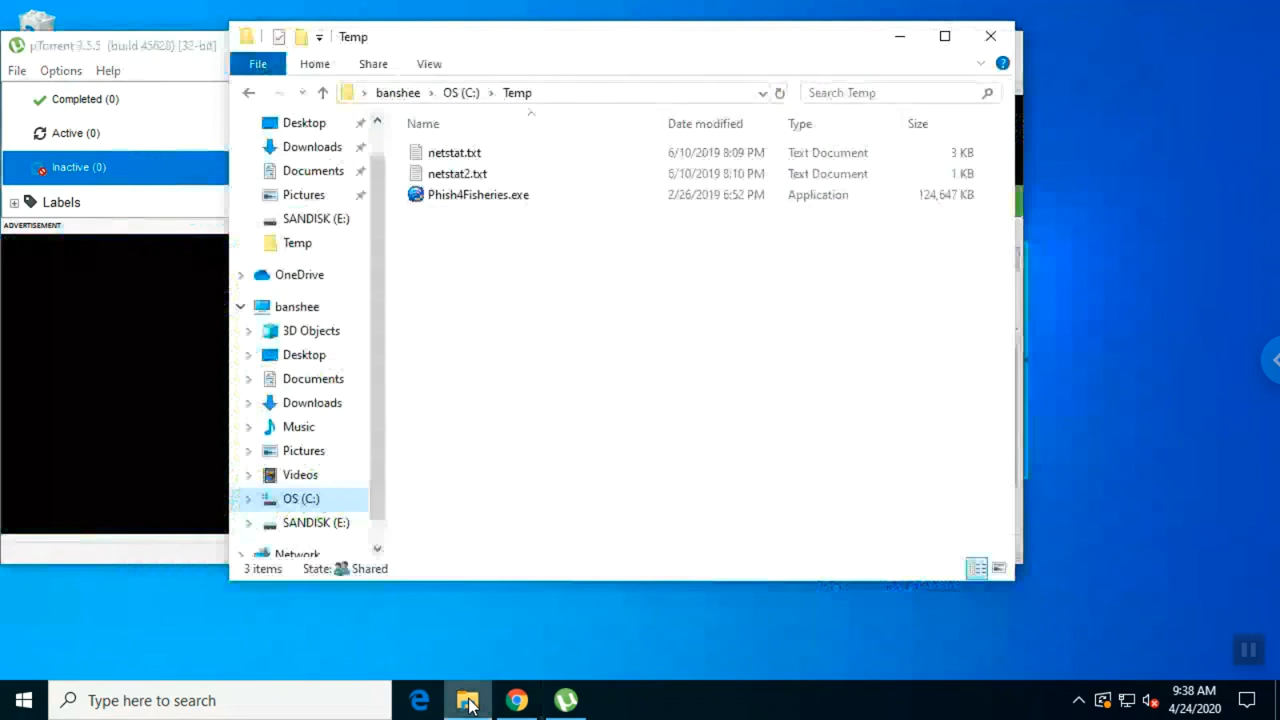 Temp
µTorrent 3.5.5 (build 45628) [32-bit]
File Options Help
Completed (0)
Active (0)
Inactive (0)
Labels
ADVERTISEMENT
File Home Share View
banshee OS (C:) Temp
Search Temp
Desktop
Downloads
Documents
Pictures
SANDISK (E:)
Temp
OneDrive
banshee
3D Objects
Desktop
Documents
Downloads
Music
Pictures
Videos
OS (C:)
SANDISK (E:)
Network
Name Date modified Type Size
netstat.txt 6/10/2019 8:09 PM Text Document 3 KB
netstat2.txt 6/10/2019 8:10 PM Text Document 1 KB
Phish4Fisheries.exe 2/26/2019 6:52 PM Application 124,647 KB
3 items State: Shared
Type here to search
9:38 AM
4/24/2020